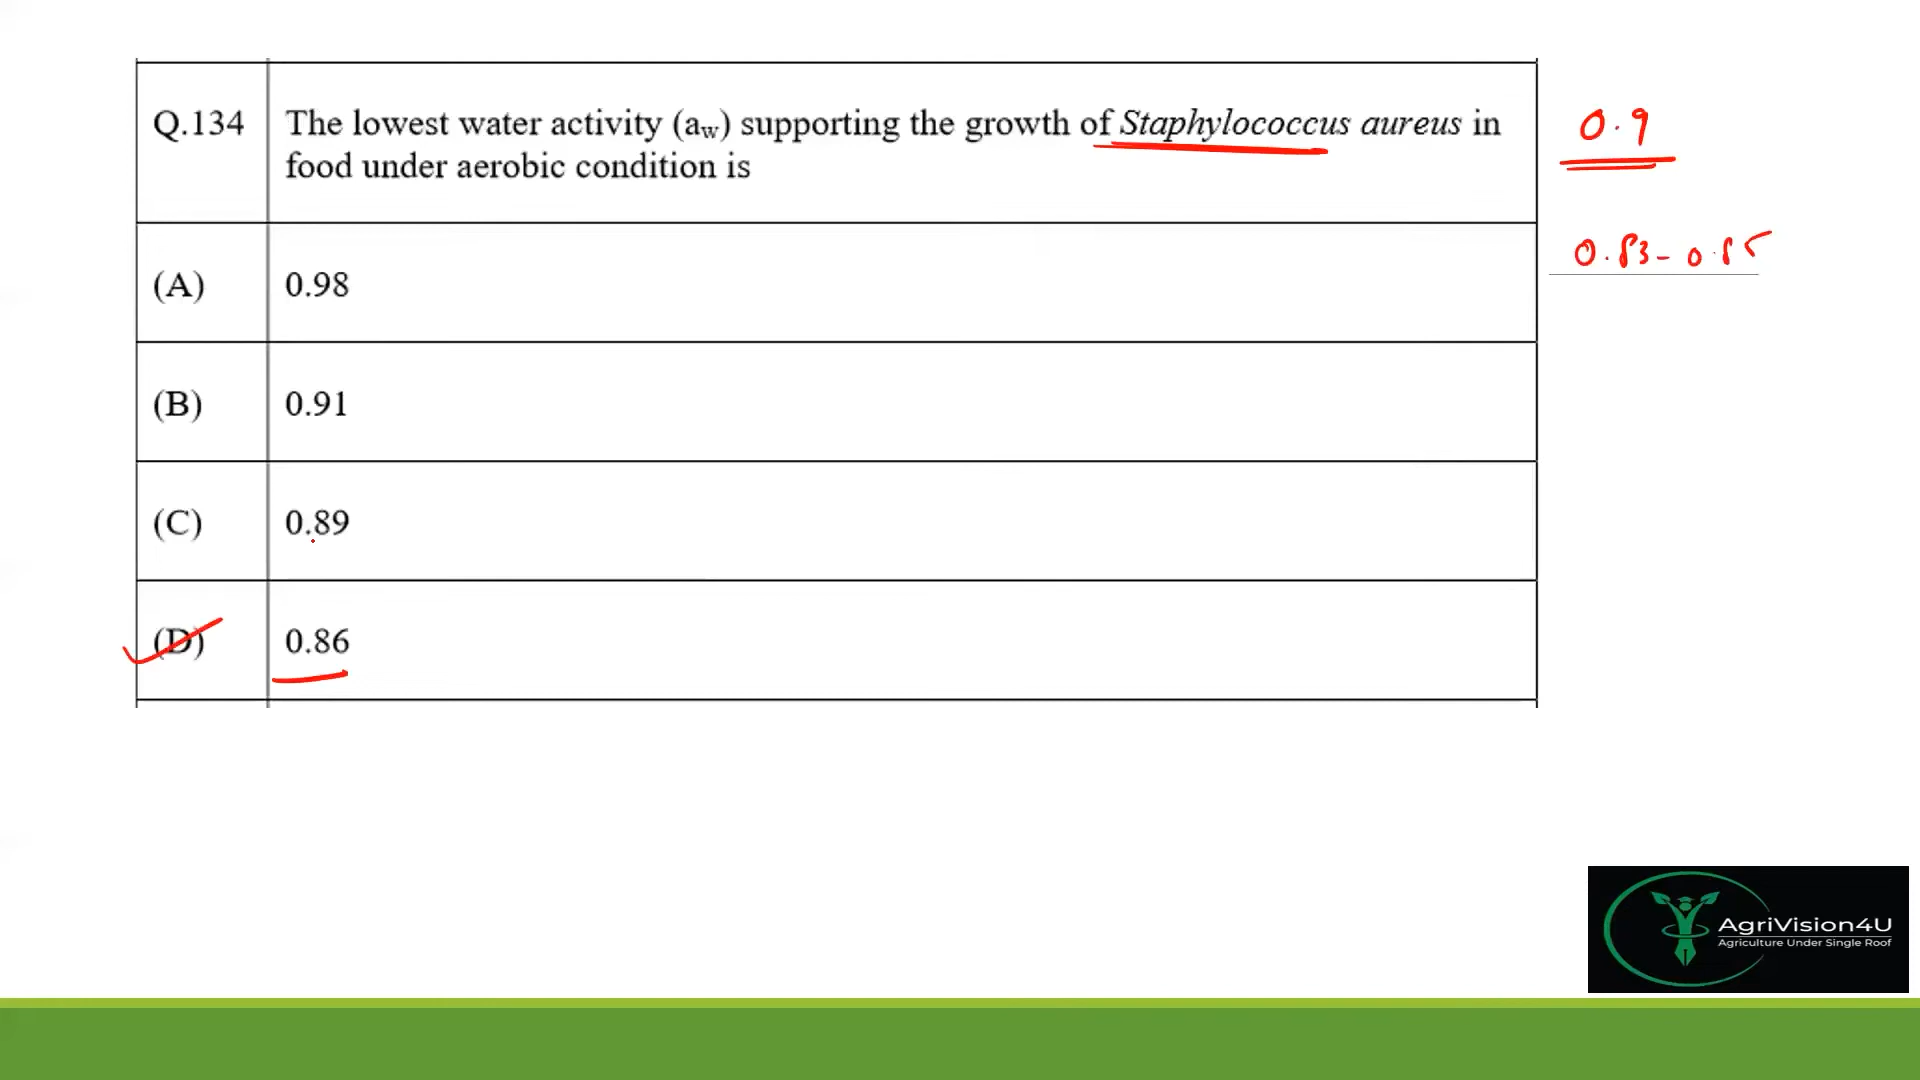 Q.134 The lowest water activity (aw) supporting the growth of Staphylococcus aureus in
food under aerobic condition is
(A) 0.98
(B) 0.91
(C) 0.89
(D) 0.86
0.9
0.83-0.85
AgriVision4U
Agriculture Under Single Roof